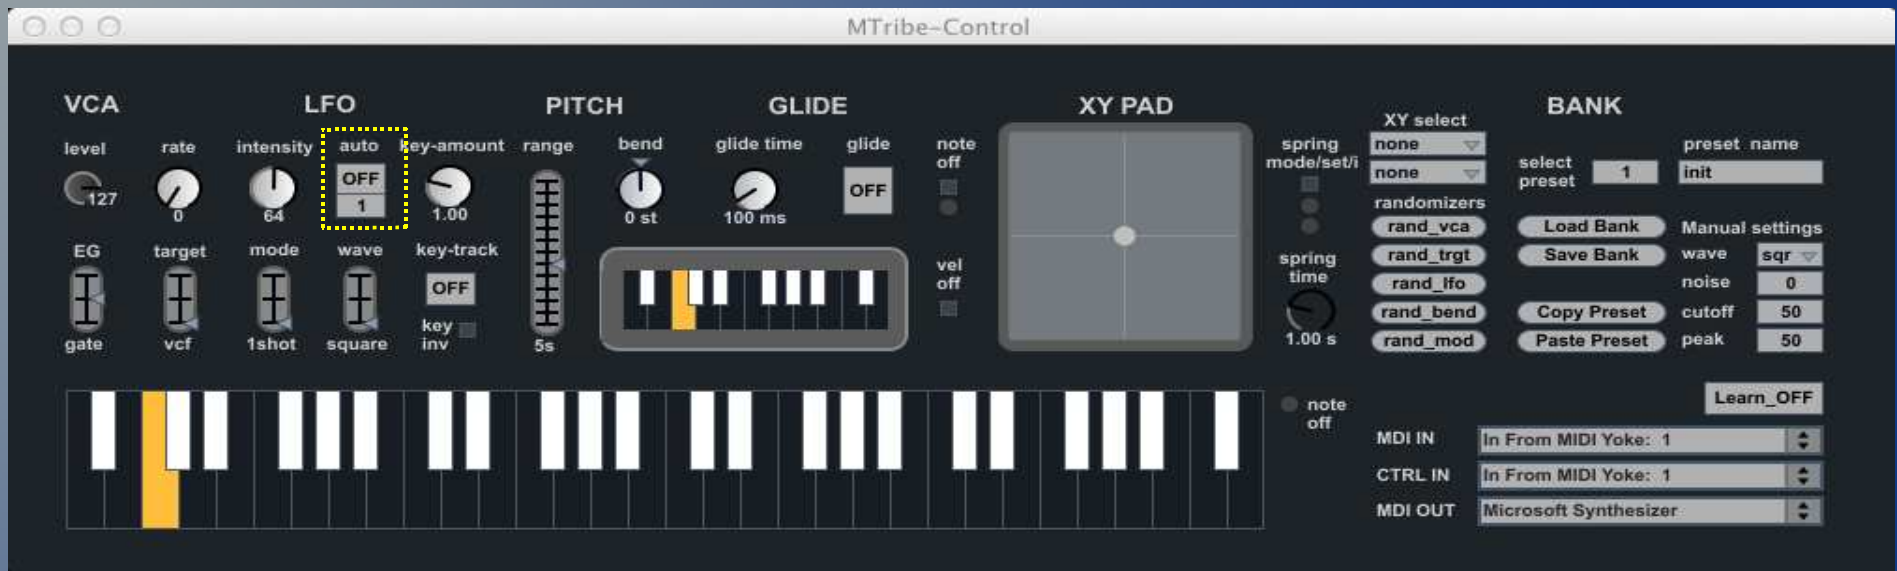 MTribe-Control
VCA
LFO
PITCH
GLIDE
XY PAD
BANK
level
rate
intensity
auto
key-amount
range
bend
glide time
glide
note
off
spring
mode/set/i
XY select
none
none
select
preset
1
preset name
init
127
0
64
OFF
1
1.00
0 st
100 ms
OFF
randomizers
rand_vca
rand_trgt
rand_lfo
rand_bend
rand_mod
Load Bank
Save Bank
Copy Preset
Paste Preset
Manual settings
wave
sqr
noise
0
cutoff
50
peak
50
EG
target
mode
wave
key-track
OFF
key
inv
gate
vcf
1shot
square
5s
vel
off
spring
time
1.00 s
note
off
Learn_OFF
MDI IN
In From MIDI Yoke: 1
CTRL IN
In From MIDI Yoke: 1
MDI OUT
Microsoft Synthesizer